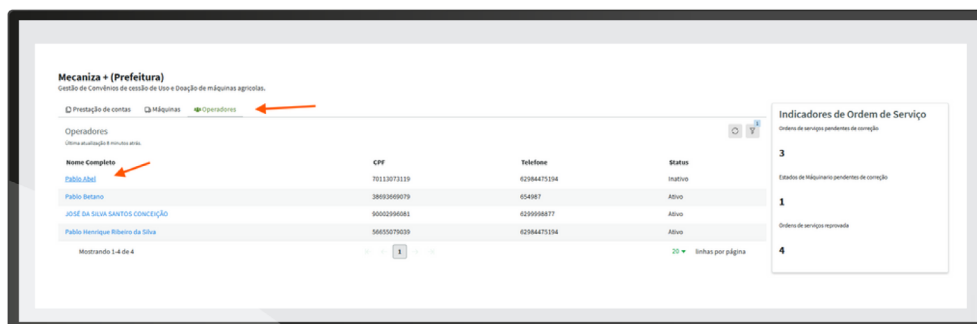 Mecaniza + (Prefeitura)
Gestão de Convênios de cessão de Uso e Doação de máquinas agricolas.
Prestação de contas Máquinas Operadores
Operadores
Última atualização 8 minutos atrás.
1
Nome Completo CPF Telefone Status
Pablo Abel 70113073119 62984475194 Inativo
Pablo Betano 38693669079 654987 Ativo
JOSÉ DA SILVA SANTOS CONCEIÇÃO 90002996081 6299998877 Ativo
Pablo Henrique Ribeiro da Silva 56655079039 62984475194 Ativo
Mostrando 1-4 de 4 1 20 linhas por página
Indicadores de Ordem de Serviço
Ordens de serviços pendentes de correção
3
Estados de Máquinario pendentes de correção
1
Ordens de serviços reprovada
4